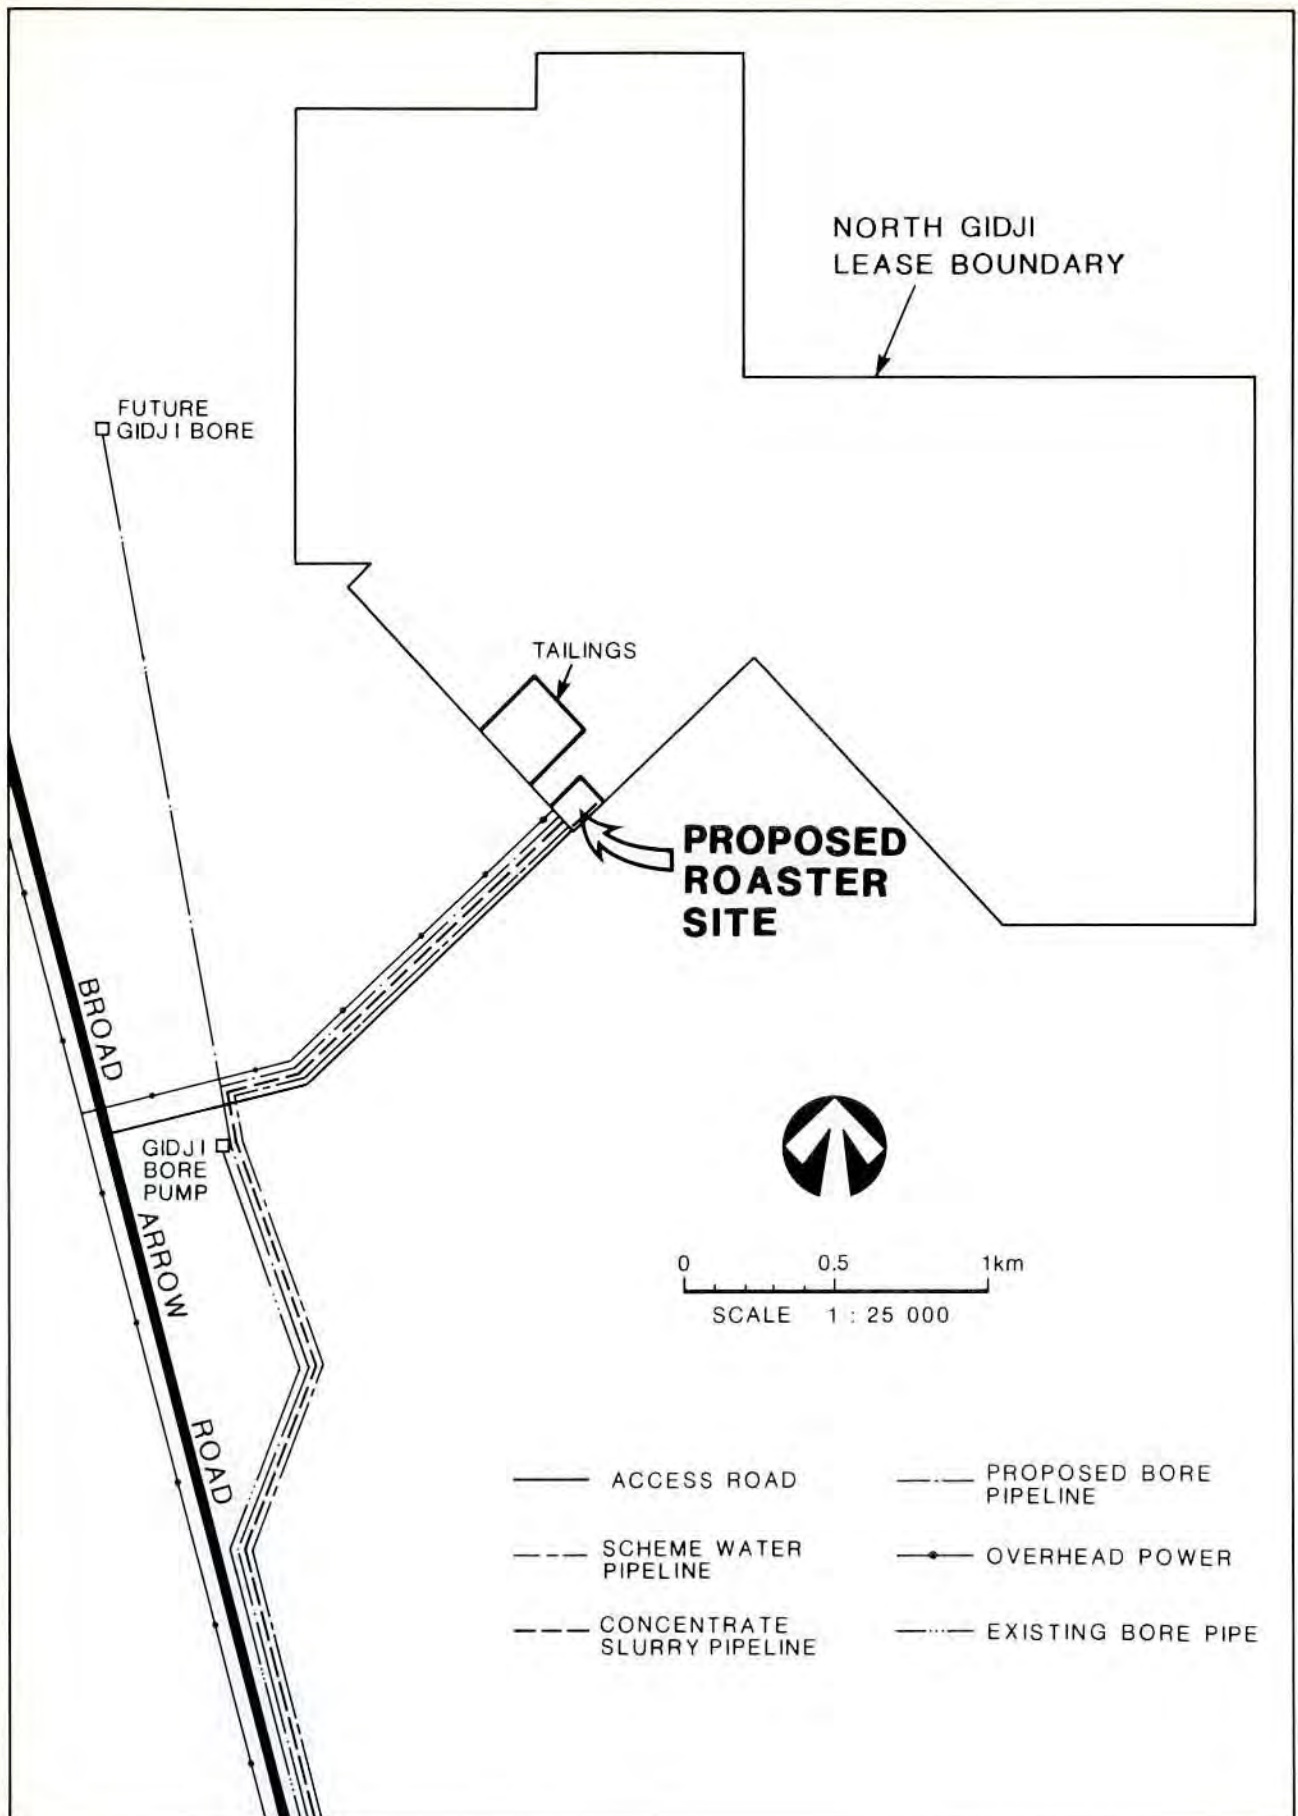 NORTH GIDJI
LEASE BOUNDARY
FUTURE
GIDJI BORE
TAILINGS
PROPOSED
ROASTER
SITE
BROAD
GIDJI
BORE
PUMP
ARROW
ROAD
0 0.5 1km
SCALE 1 : 25 000
ACCESS ROAD
SCHEME WATER
PIPELINE
CONCENTRATE
SLURRY PIPELINE
PROPOSED BORE
PIPELINE
OVERHEAD POWER
EXISTING BORE PIPE